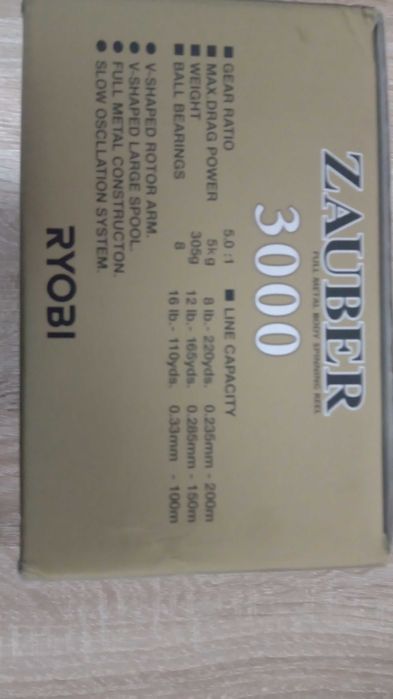 ZAUBER
FULL METAL BODY SPINNING REEL
3000
■ GEAR RATIO 5.0 :1
■ MAX.DRAG POWER 5kg
■ WEIGHT 305g
■ BALL BEARINGS 8
■ LINE CAPACITY
8 lb.- 220yds. 0.235mm - 200m
12 lb.- 165yds. 0.285mm - 150m
16 lb.- 110yds. 0.33mm - 100m
● V-SHAPED ROTOR ARM.
● V-SHAPED LARGE SPOOL.
● FULL METAL CONSTRUCTON.
● SLOW OSCLLATION SYSTEM.
RYOBI